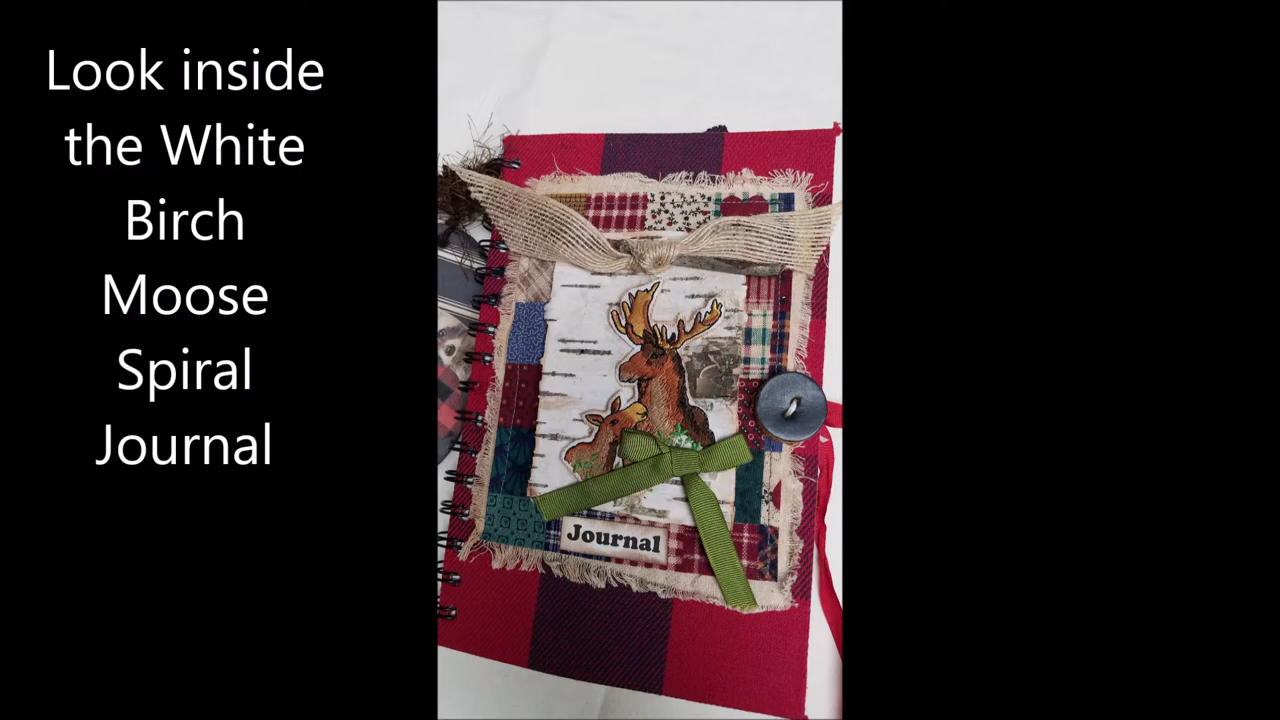 Look inside
the White
Birch
Moose
Spiral
Journal
Journal